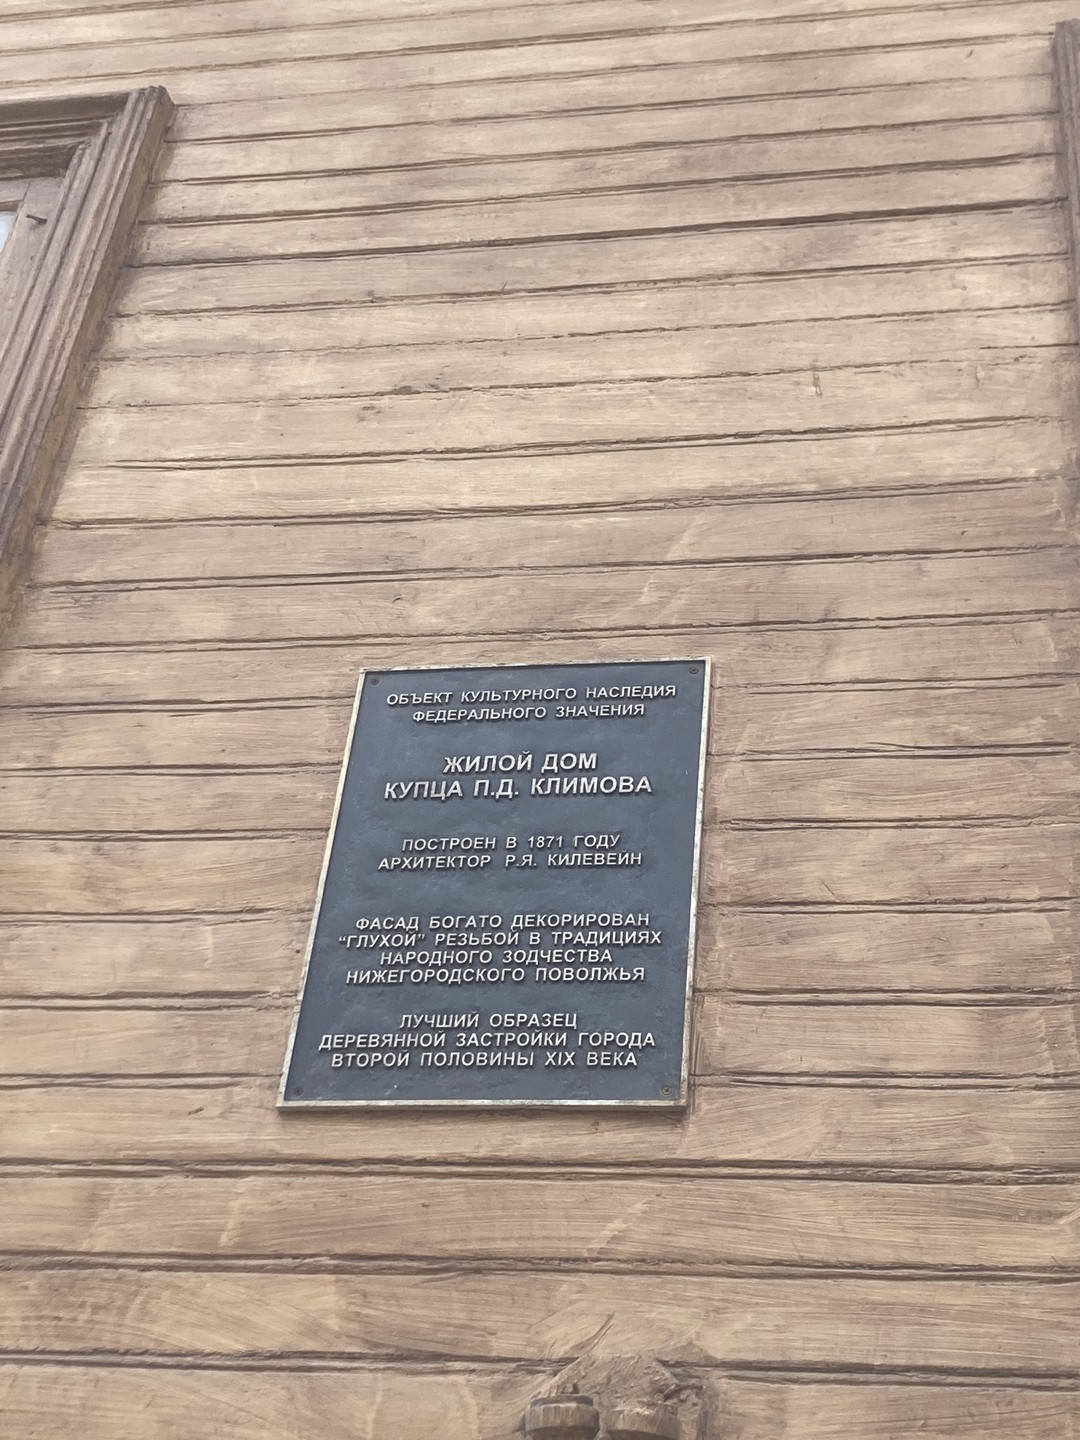 ОБЪЕКТ КУЛЬТУРНОГО НАСЛЕДИЯ
ФЕДЕРАЛЬНОГО ЗНАЧЕНИЯ
ЖИЛОЙ ДОМ
КУПЦА П.Д. КЛИМОВА
ПОСТРОЕН В 1871 ГОДУ
АРХИТЕКТОР Р.Я. КИЛЕВЕЙН
ФАСАД БОГАТО ДЕКОРИРОВАН
“ГЛУХОЙ” РЕЗЬБОЙ В ТРАДИЦИЯХ
НАРОДНОГО ЗОДЧЕСТВА
НИЖЕГОРОДСКОГО ПОВОЛЖЬЯ
ЛУЧШИЙ ОБРАЗЕЦ
ДЕРЕВЯННОЙ ЗАСТРОЙКИ ГОРОДА
ВТОРОЙ ПОЛОВИНЫ XIX ВЕКА